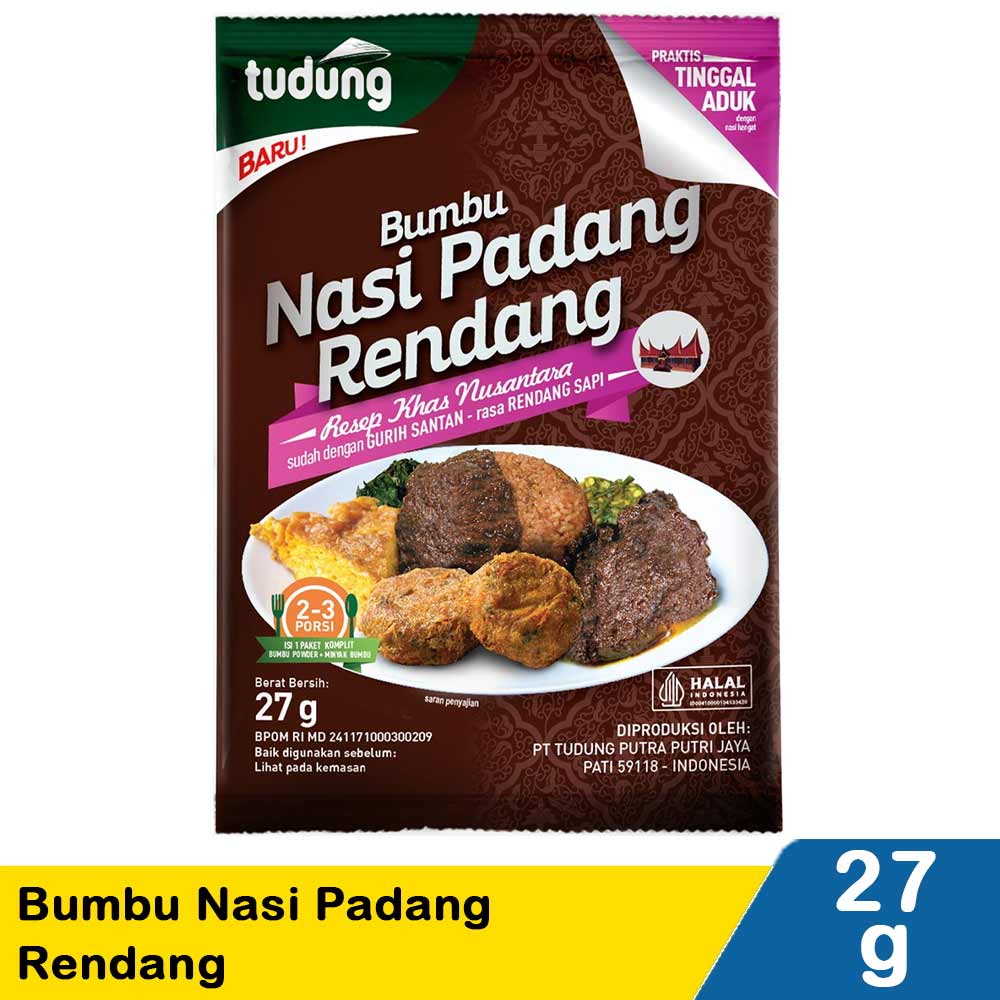 tudung
BARU!
PRAKTIS
TINGGAL
ADUK
dengan
nasi hangat
Bumbu
Nasi Padang
Rendang
Resep Khas Nusantara
sudah dengan GURIH SANTAN - rasa RENDANG SAPI
2-3
PORSI
ISI 1 PAKET KOMPLIT
BUMBU POWDER + MINYAK BUMBU
saran penyajian
Berat Bersih:
27 g
BPOM RI MD 241171000300209
Baik digunakan sebelum:
Lihat pada kemasan
HALAL
INDONESIA
DIPRODUKSI OLEH:
PT TUDUNG PUTRA PUTRI JAYA
PATI 59118 - INDONESIA
Bumbu Nasi Padang
Rendang
27
g